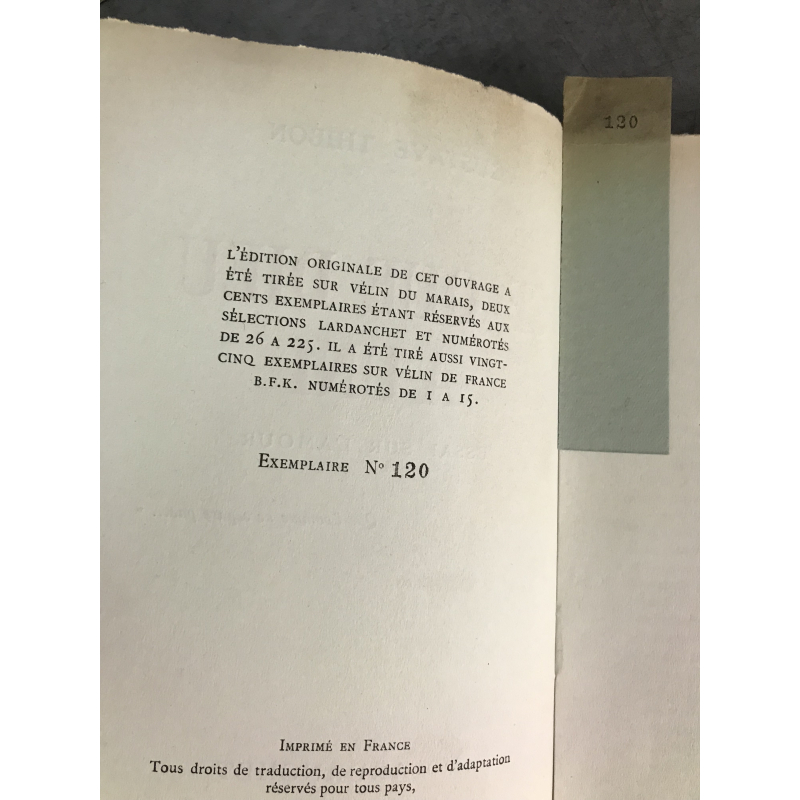 120
L'ÉDITION ORIGINALE DE CET OUVRAGE A
ÉTÉ TIRÉE SUR VÉLIN DU MARAIS, DEUX
CENTS EXEMPLAIRES ÉTANT RÉSERVÉS AUX
SÉLECTIONS LARDANCHET ET NUMÉROTÉS
DE 26 A 225. IL A ÉTÉ TIRÉ AUSSI VINGT-
CINQ EXEMPLAIRES SUR VÉLIN DE FRANCE
B.F.K. NUMÉROTÉS DE 1 A 15.
EXEMPLAIRE Nº 120
IMPRIMÉ EN FRANCE
Tous droits de traduction, de reproduction et d'adaptation
réservés pour tous pays,